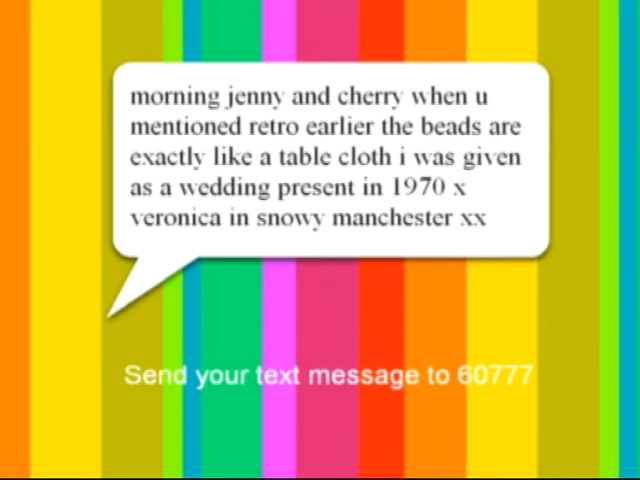 morning jenny and cherry when u
mentioned retro earlier the beads are
exactly like a table cloth i was given
as a wedding present in 1970 x
veronica in snowy manchester xx
Send your text message to 60777